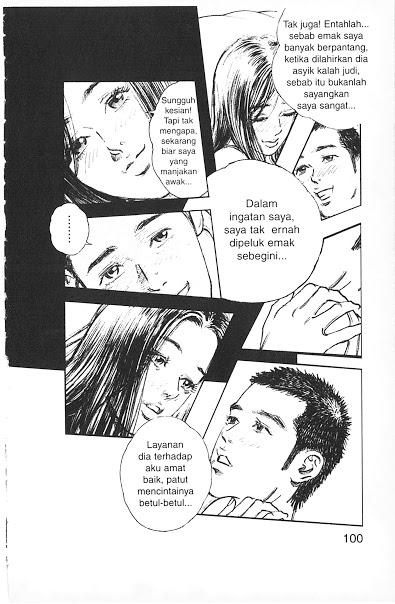 Tak juga! Entahlah...
sebab emak saya
banyak berpantang,
ketika dilahirkan dia
asyik kalah judi,
sebab itu bukanlah
sayangkan
saya sangat...
Sungguh
kesian!
Tapi tak
mengapa,
sekarang
biar saya
yang
manjakan
awak...
Dalam
ingatan saya,
saya tak ernah
dipeluk emak
sebegini...
........
Layanan
dia terhadap
aku amat
baik, patut
mencintainya
betul-betul...
100